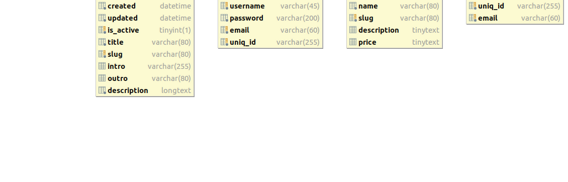 created datetime
updated datetime
is_active tinyint(1)
title varchar(80)
slug varchar(80)
intro varchar(255)
outro varchar(80)
description longtext
username varchar(45)
password varchar(200)
email varchar(60)
uniq_id varchar(255)
name varchar(80)
slug varchar(80)
description tinytext
price tinytext
uniq_id varchar(255)
email varchar(60)